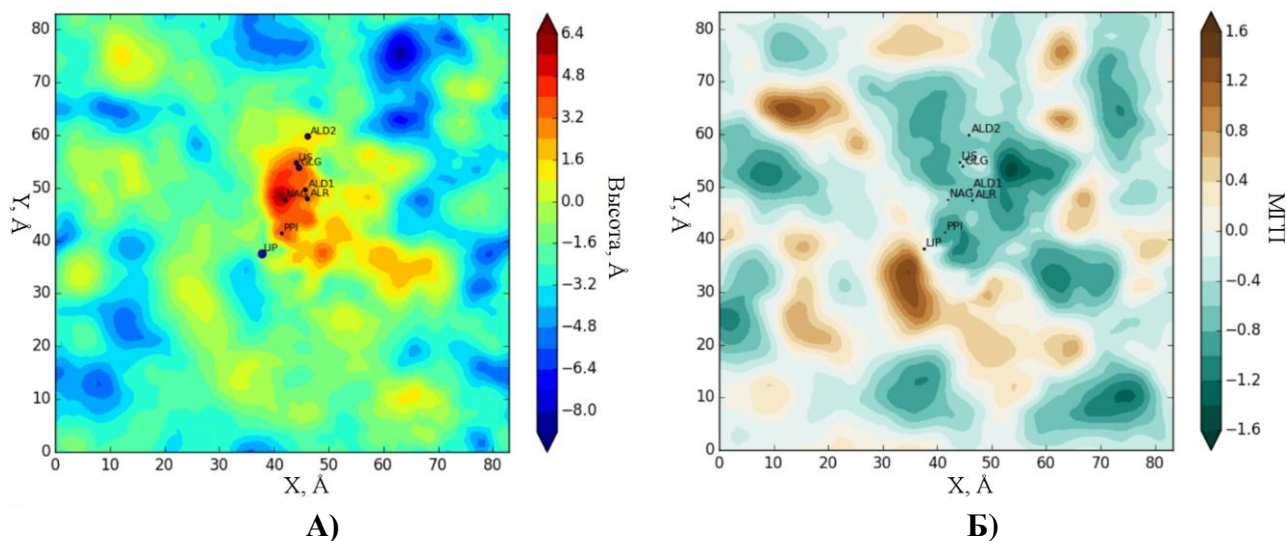 80
70
60
50
40
30
20
10
0
Y, Å
0 10 20 30 40 50 60 70 80
X, Å
ALD2
LIS
GLG
ALD1
NAG
ALR
PPI
LIP
6.4
4.8
3.2
1.6
0.0
−1.6
−3.2
−4.8
−6.4
−8.0
Высота, Å
А)
80
70
60
50
40
30
20
10
0
Y, Å
0 10 20 30 40 50 60 70 80
X, Å
ALD2
LIS
GLG
ALD1
NAG
ALR
PPI
LIP
1.6
1.2
0.8
0.4
0.0
−0.4
−0.8
−1.2
−1.6
МГП
Б)